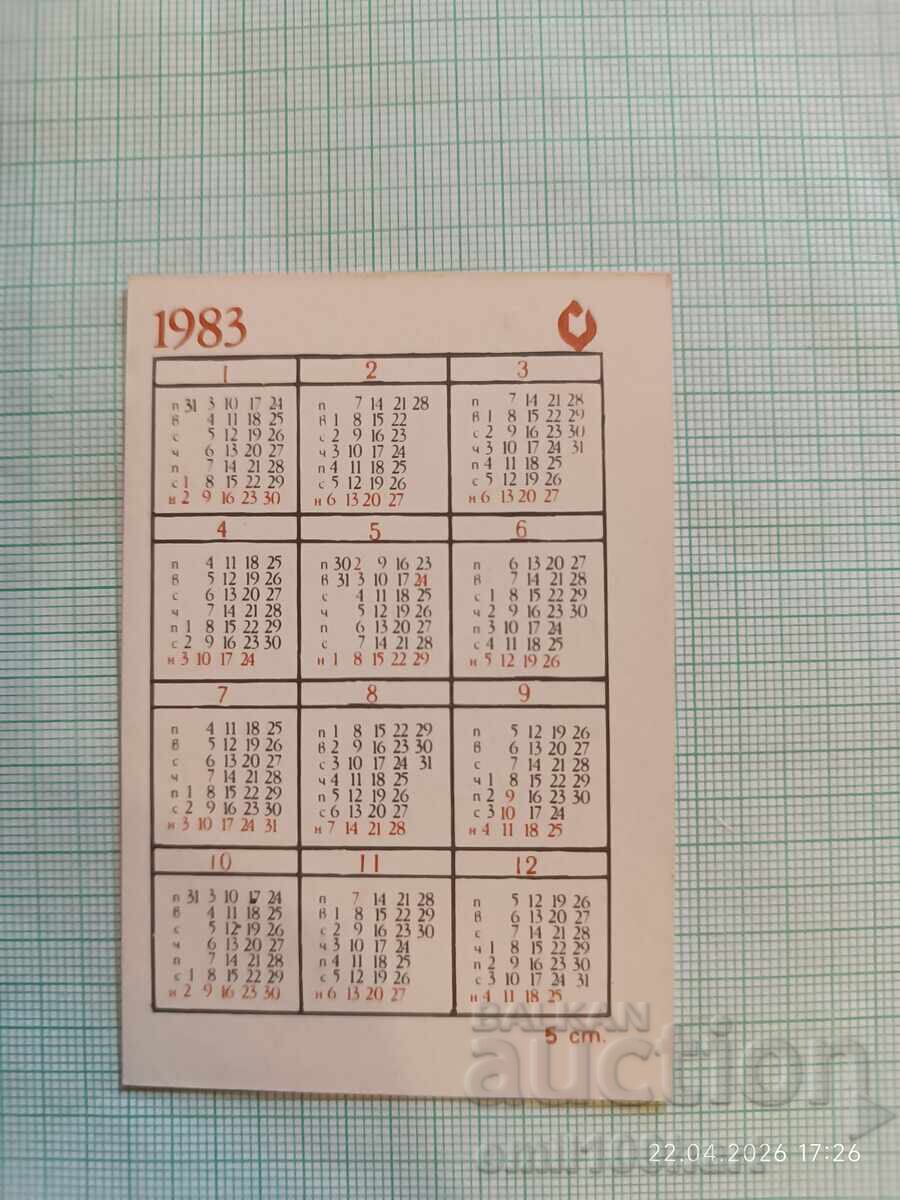 1983
1 2 3
п 31 3 10 17 24
в 4 11 18 25
с 5 12 19 26
ч 6 13 20 27
п 7 14 21 28
с 1 8 15 22 29
н 2 9 16 23 30
п 7 14 21 28
в 1 8 15 22
с 2 9 16 23
ч 3 10 17 24
п 4 11 18 25
с 5 12 19 26
н 6 13 20 27
п 7 14 21 28
в 1 8 15 22 29
с 2 9 16 23 30
ч 3 10 17 24 31
п 4 11 18 25
с 5 12 19 26
н 6 13 20 27
4 5 6
п 4 11 18 25
в 5 12 19 26
с 6 13 20 27
ч 7 14 21 28
п 1 8 15 22 29
с 2 9 16 23 30
н 3 10 17 24
п 30 2 9 16 23
в 31 3 10 17 24
с 4 11 18 25
ч 5 12 19 26
п 6 13 20 27
с 7 14 21 28
н 1 8 15 22 29
п 6 13 20 27
в 7 14 21 28
с 1 8 15 22 29
ч 2 9 16 23 30
п 3 10 17 24
с 4 11 18 25
н 5 12 19 26
7 8 9
п 4 11 18 25
в 5 12 19 26
с 6 13 20 27
ч 7 14 21 28
п 1 8 15 22 29
с 2 9 16 23 30
н 3 10 17 24 31
п 1 8 15 22 29
в 2 9 16 23 30
с 3 10 17 24 31
ч 4 11 18 25
п 5 12 19 26
с 6 13 20 27
н 7 14 21 28
п 5 12 19 26
в 6 13 20 27
с 7 14 21 28
ч 1 8 15 22 29
п 2 9 16 23 30
с 3 10 17 24
н 4 11 18 25
10 11 12
п 31 3 10 17 24
в 4 11 18 25
с 5 12 19 26
ч 6 13 20 27
п 7 14 21 28
с 1 8 15 22 29
н 2 9 16 23 30
п 7 14 21 28
в 1 8 15 22 29
с 2 9 16 23 30
ч 3 10 17 24
п 4 11 18 25
с 5 12 19 26
н 6 13 20 27
п 5 12 19 26
в 6 13 20 27
с 7 14 21 28
ч 1 8 15 22 29
п 2 9 16 23 30
с 3 10 17 24 31
н 4 11 18 25
5 cm.
BALKAN
auction
22.04.2026 17:26